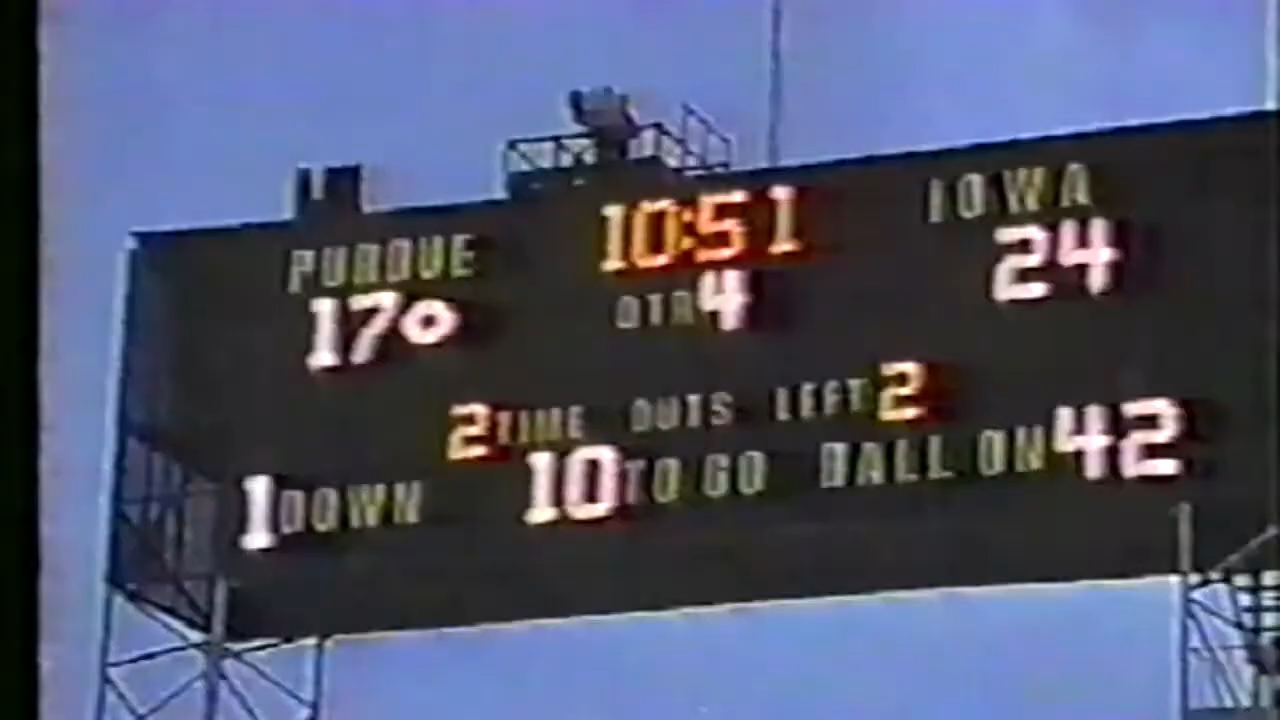 PURDUE 10:51 IOWA
17 QTR 4 24
2 TIME OUTS LEFT 2
1 DOWN 10 TO GO BALL ON 42